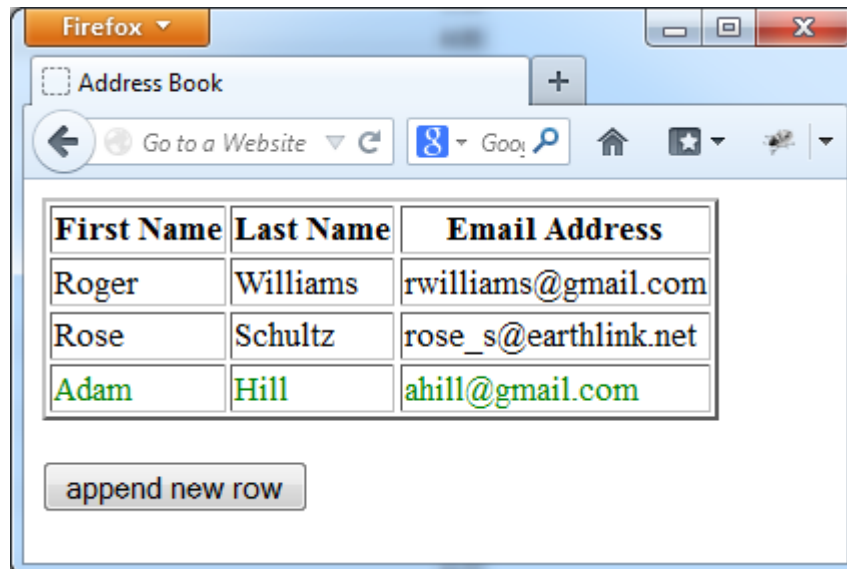 Firefox
Address Book
Go to a Website
8
Goo
First Name Last Name Email Address
Roger Williams rwilliams@gmail.com
Rose Schultz rose_s@earthlink.net
Adam Hill ahill@gmail.com
append new row